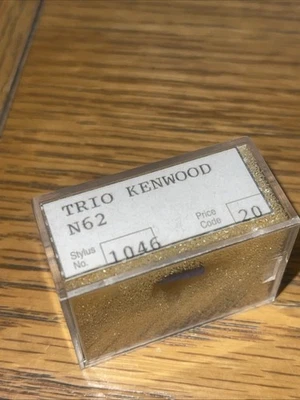 TRIO KENWOOD
N62
Stylus No. 1046
Price Code 20